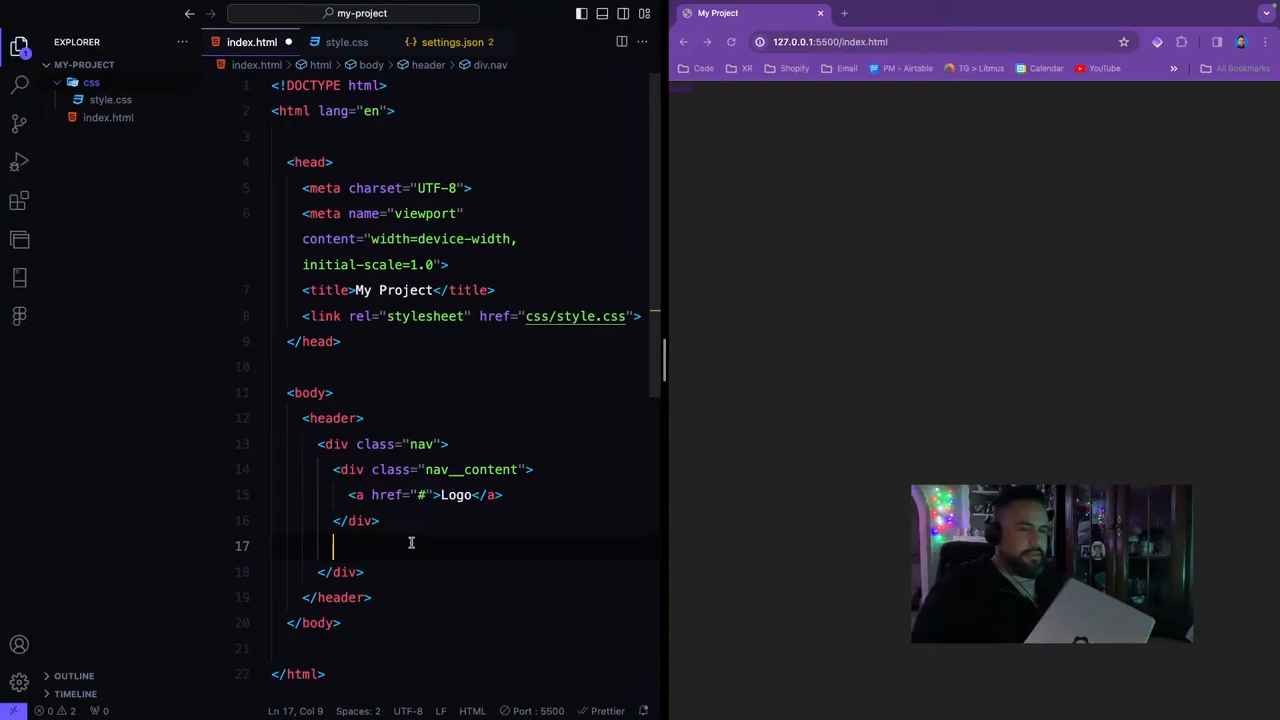 my-project
My Project
EXPLORER
index.html
style.css
settings.json 2
127.0.0.1:5500/index.html
MY-PROJECT
index.html > html > body > header > div.nav
Code
XR
Shopify
Email
PM - Airtable
TG > Litmus
Calendar
YouTube
»
All Bookmarks
css
style.css
index.html
1 <!DOCTYPE html>
2 <html lang="en">
3
4 <head>
5 <meta charset="UTF-8">
6 <meta name="viewport"
content="width=device-width,
initial-scale=1.0">
7 <title>My Project</title>
8 <link rel="stylesheet" href="css/style.css">
9 </head>
10
11 <body>
12 <header>
13 <div class="nav">
14 <div class="nav__content">
15 <a href="#">Logo</a>
16 </div>
17
18 </div>
19 </header>
20 </body>
21
22 </html>
OUTLINE
TIMELINE
0 2 0
Ln 17, Col 9
Spaces: 2
UTF-8
LF
HTML
Port : 5500
Prettier